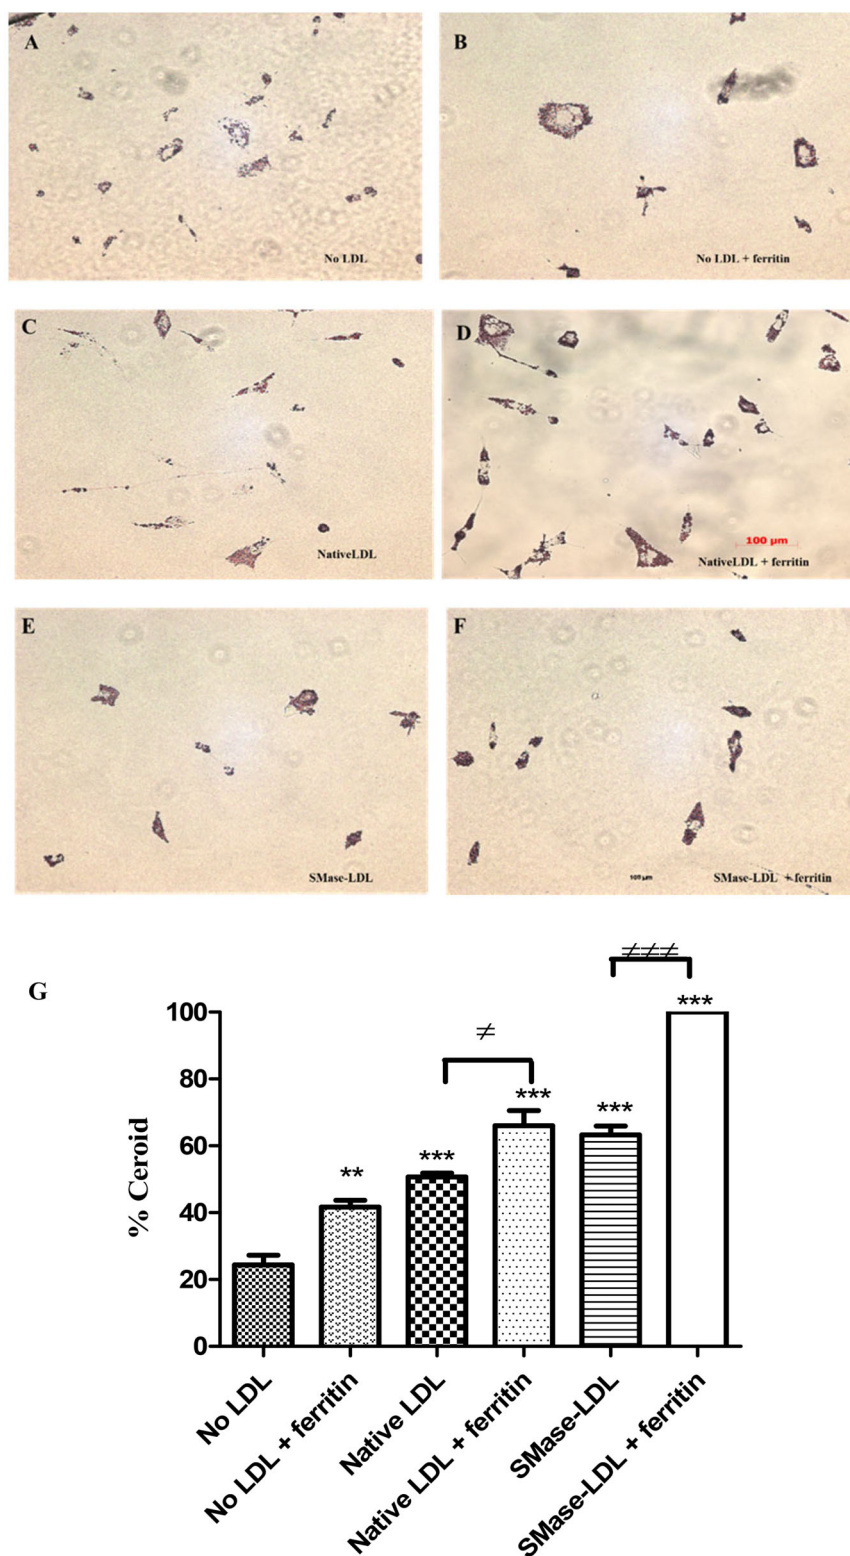 A
No LDL
B
No LDL + ferritin
C
NativeLDL
D
100 µm
NativeLDL + ferritin
E
SMase-LDL
F
100 µm
SMase-LDL + ferritin
G
≠≠≠
***
≠
***
***
***
**
% Ceroid
100
80
60
40
20
0
No LDL
No LDL + ferritin
Native LDL
Native LDL + ferritin
SMase-LDL
SMase-LDL + ferritin